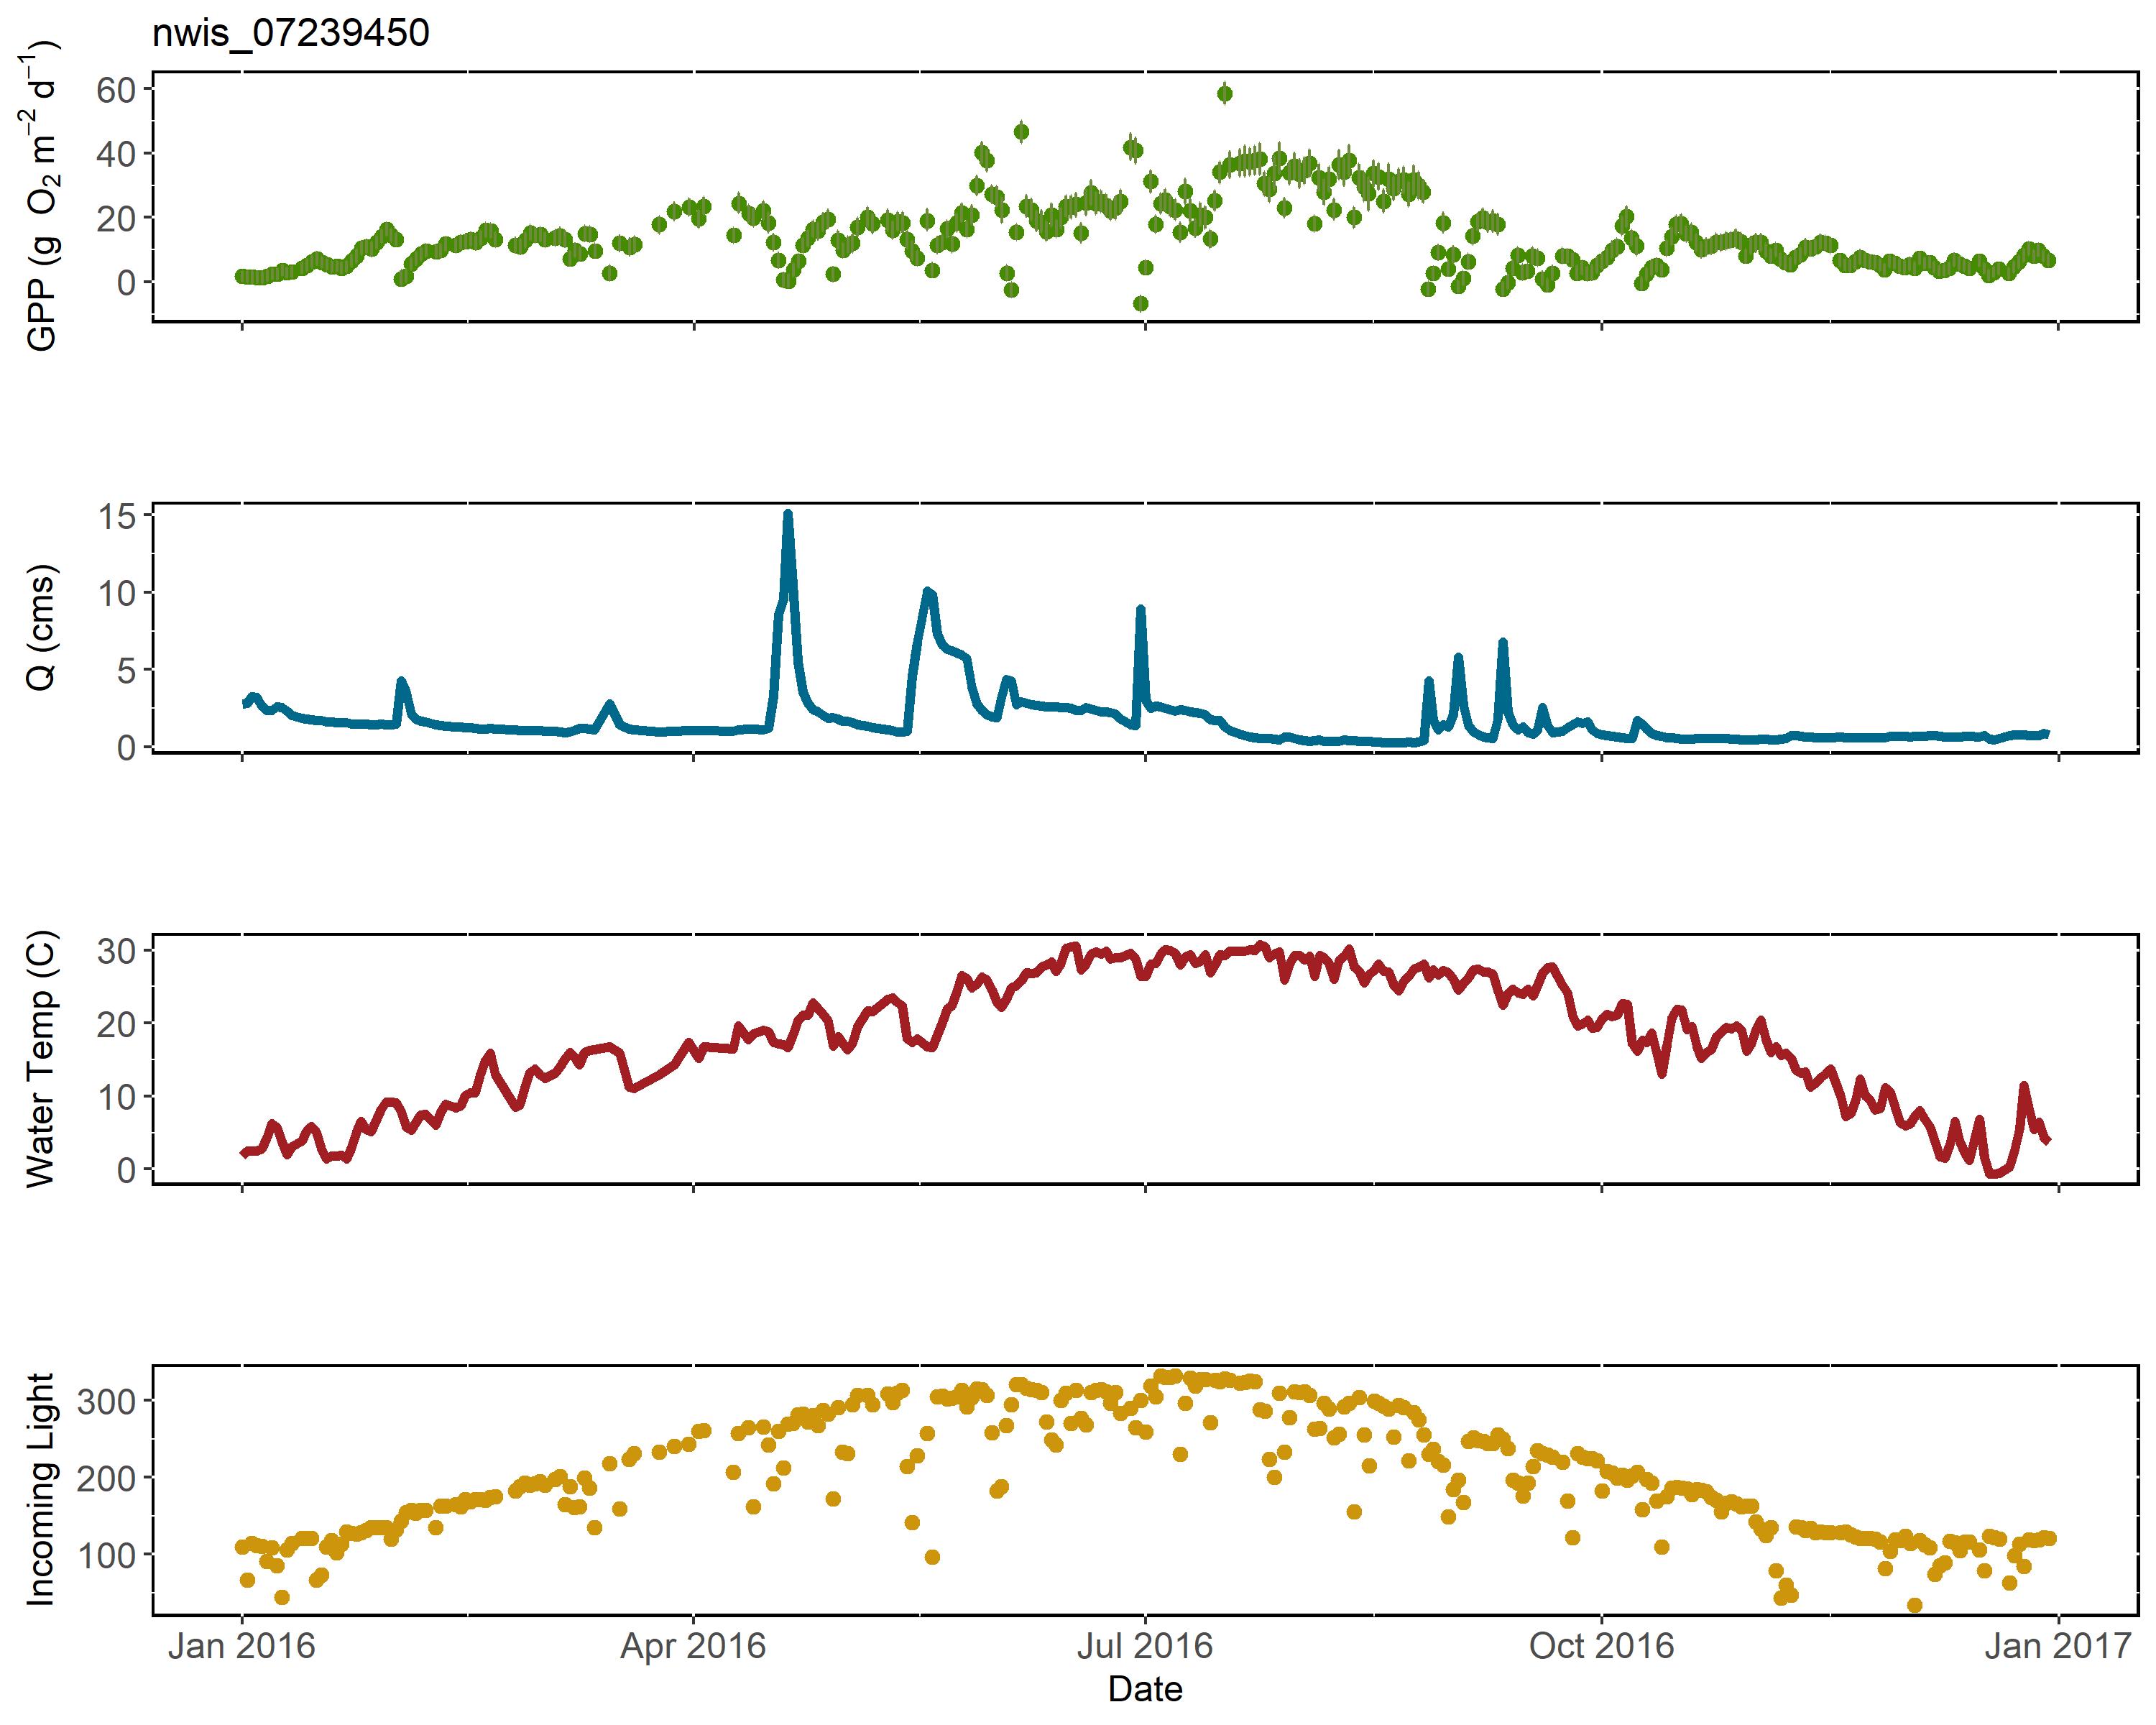 nwis_07239450
GPP (g O₂ m⁻² d⁻¹)
60
40
20
0
Q (cms)
15
10
5
0
Water Temp (C)
30
20
10
0
Incoming Light
300
200
100
Jan 2016 Apr 2016 Jul 2016 Oct 2016 Jan 2017
Date